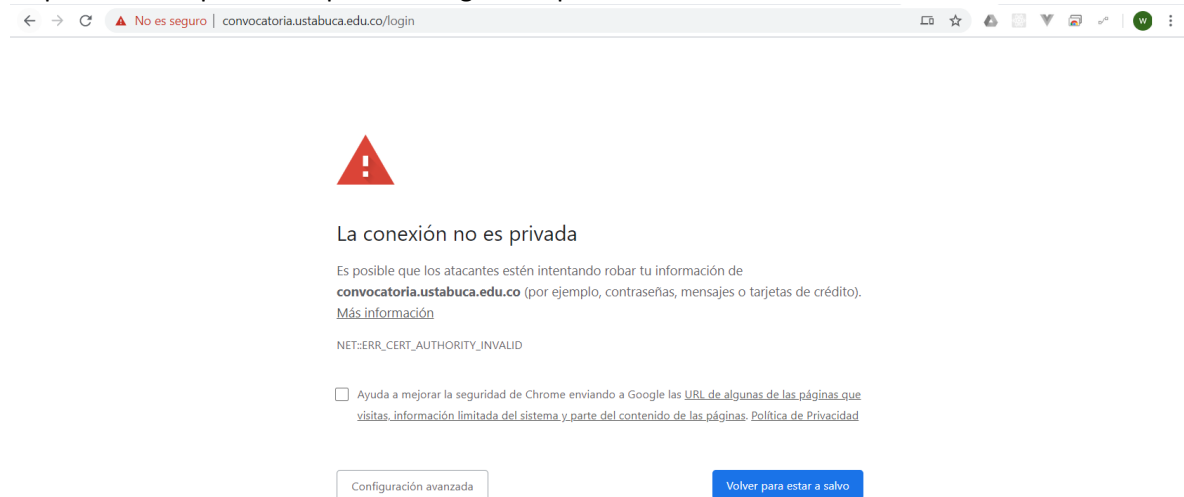 No es seguro | convocatoria.ustabuca.edu.co/login
W
La conexión no es privada
Es posible que los atacantes estén intentando robar tu información de
convocatoria.ustabuca.edu.co (por ejemplo, contraseñas, mensajes o tarjetas de crédito).
Más información
NET::ERR_CERT_AUTHORITY_INVALID
Ayuda a mejorar la seguridad de Chrome enviando a Google las URL de algunas de las páginas que
visitas, información limitada del sistema y parte del contenido de las páginas. Política de Privacidad
Configuración avanzada
Volver para estar a salvo